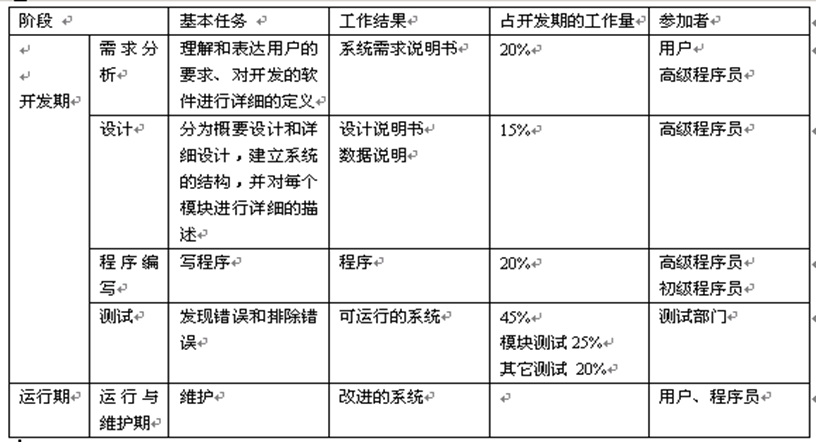 阶段 基本任务 工作结果 占开发期的工作量 参加者
开发期
需求分
析
理解和表达用户的
要求、对开发的软
件进行详细的定义
系统需求说明书
20%
用户
高级程序员
设计
分为概要设计和详
细设计，建立系统
的结构，并对每个
模块进行详细的描
述
设计说明书
数据说明
15%
高级程序员
程序编
写
写程序
程序
20%
高级程序员
初级程序员
测试
发现错误和排除错
误
可运行的系统
45%
模块测试 25%
其它测试 20%
测试部门
运行期
运行与
维护期
维护
改进的系统
用户、程序员